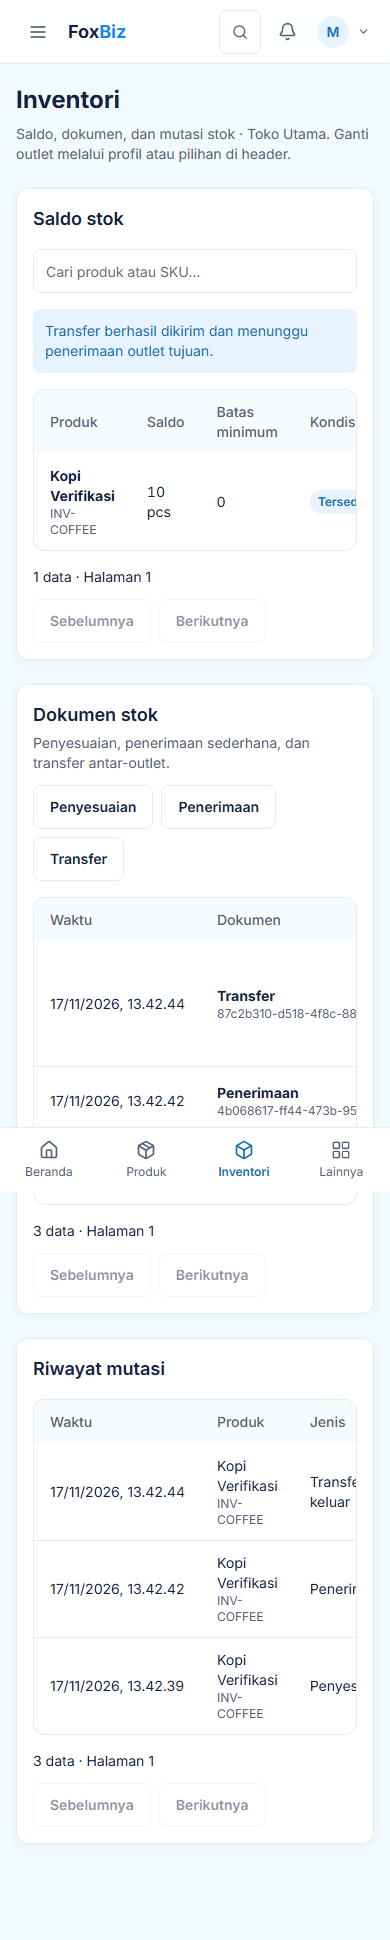 FoxBiz
M
Inventori
Saldo, dokumen, dan mutasi stok · Toko Utama. Ganti
outlet melalui profil atau pilihan di header.
Saldo stok
Cari produk atau SKU...
Transfer berhasil dikirim dan menunggu
penerimaan outlet tujuan.
Produk Saldo Batas minimum Kondis
Kopi Verifikasi INV-COFFEE 10 pcs 0 Tersed
1 data · Halaman 1
Sebelumnya Berikutnya
Dokumen stok
Penyesuaian, penerimaan sederhana, dan
transfer antar-outlet.
Penyesuaian Penerimaan
Transfer
Waktu Dokumen
17/11/2026, 13.42.44 Transfer
87c2b310-d518-4f8c-88
17/11/2026, 13.42.42 Penerimaan
4b068617-ff44-473b-95
Beranda Produk Inventori Lainnya
3 data · Halaman 1
Sebelumnya Berikutnya
Riwayat mutasi
Waktu Produk Jenis
17/11/2026, 13.42.44 Kopi Verifikasi INV-COFFEE Transfe keluar
17/11/2026, 13.42.42 Kopi Verifikasi INV-COFFEE Penerin
17/11/2026, 13.42.39 Kopi Verifikasi INV-COFFEE Penyes
3 data · Halaman 1
Sebelumnya Berikutnya